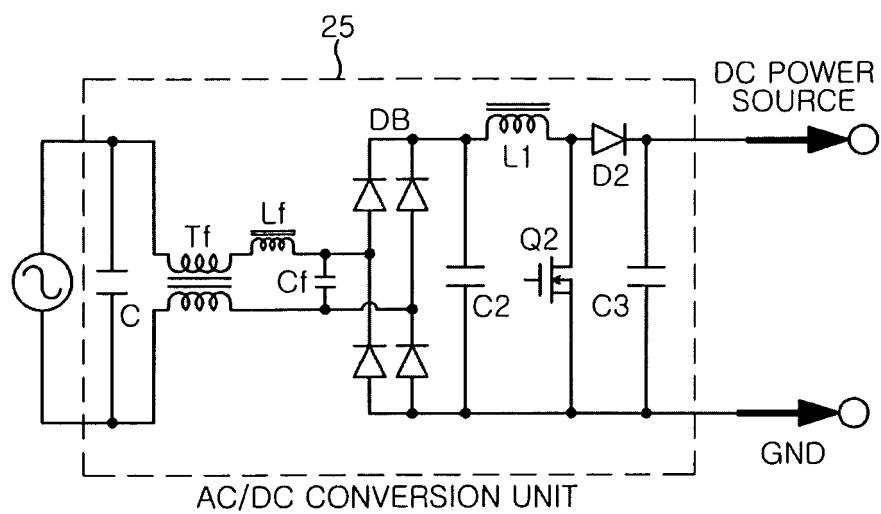 25
DC POWER
SOURCE
DB
L1
D2
Lf
Tf
Q2
Cf
C
C2
C3
GND
AC/DC CONVERSION UNIT